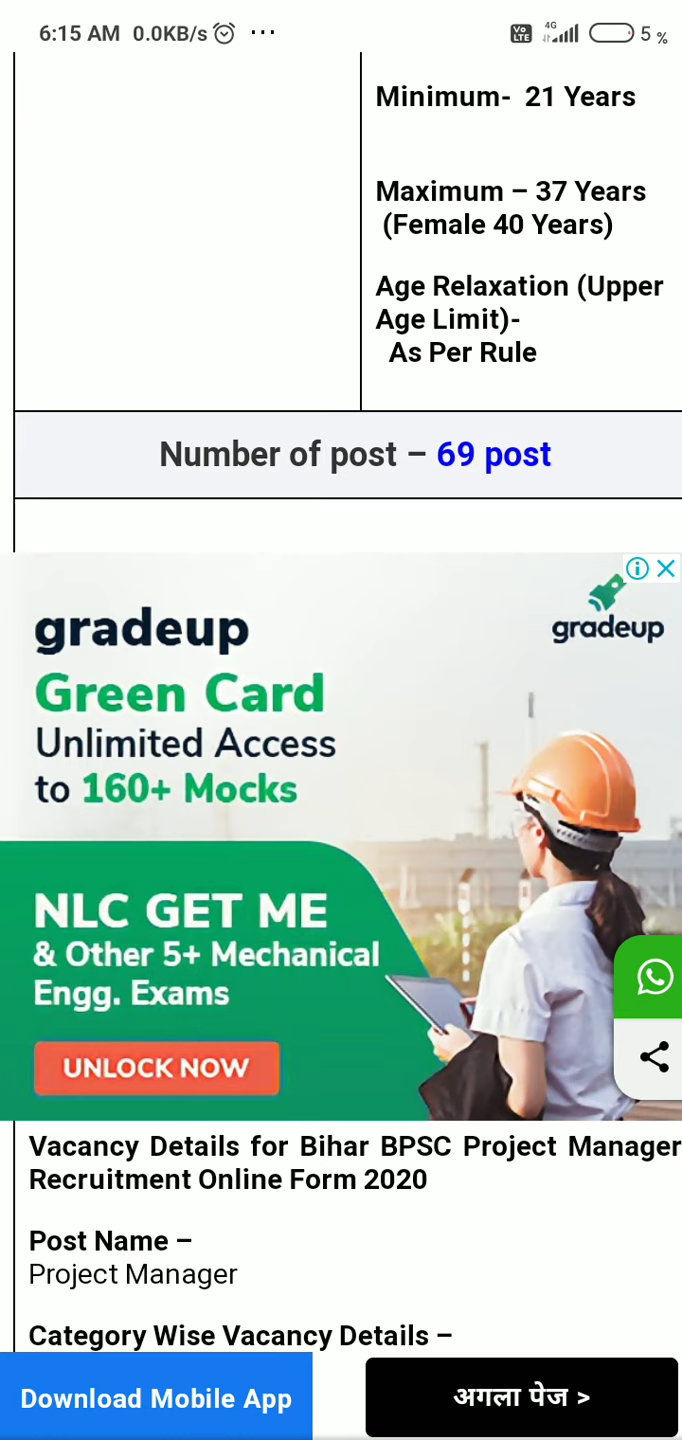 6:15 AM 0.0KB/s ... Vo LTE 4G 5 %
Minimum- 21 Years
Maximum – 37 Years
(Female 40 Years)
Age Relaxation (Upper
Age Limit)-
As Per Rule
Number of post – 69 post
gradeup
gradeup
Green Card
Unlimited Access
to 160+ Mocks
NLC GET ME
& Other 5+ Mechanical
Engg. Exams
UNLOCK NOW
Vacancy Details for Bihar BPSC Project Manager
Recruitment Online Form 2020
Post Name –
Project Manager
Category Wise Vacancy Details –
Download Mobile App
अगला पेज >